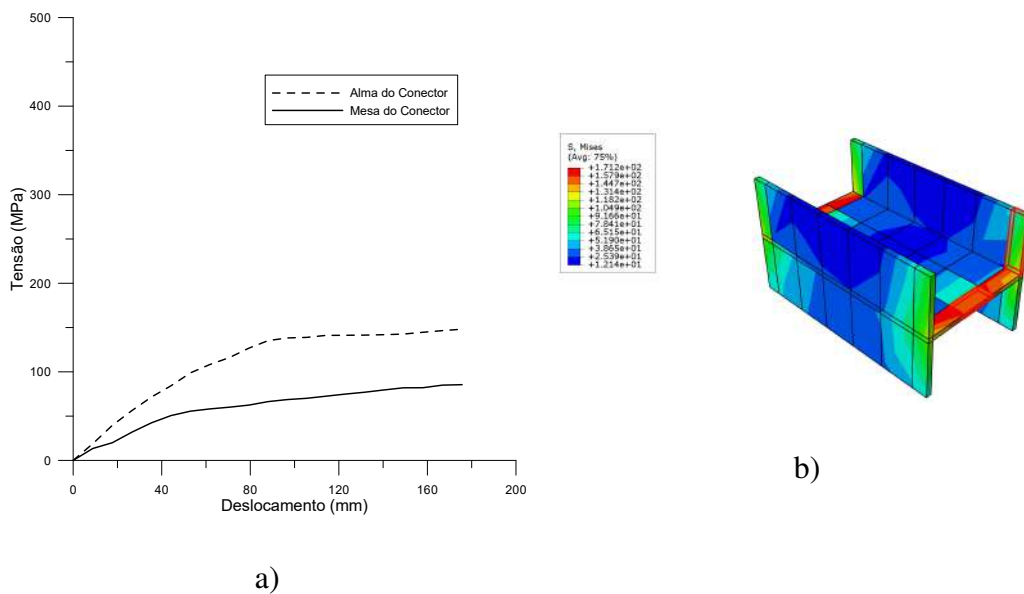 500
400
300
200
100
0
Tensão (MPa)
Alma do Conector
Mesa do Conector
0 40 80 120 160 200
Deslocamento (mm)
a)
S, Mises
(Avg: 75%)
+1.712e+02
+1.579e+02
+1.447e+02
+1.314e+02
+1.182e+02
+1.049e+02
+9.166e+01
+7.841e+01
+6.515e+01
+5.190e+01
+3.865e+01
+2.539e+01
+1.214e+01
b)